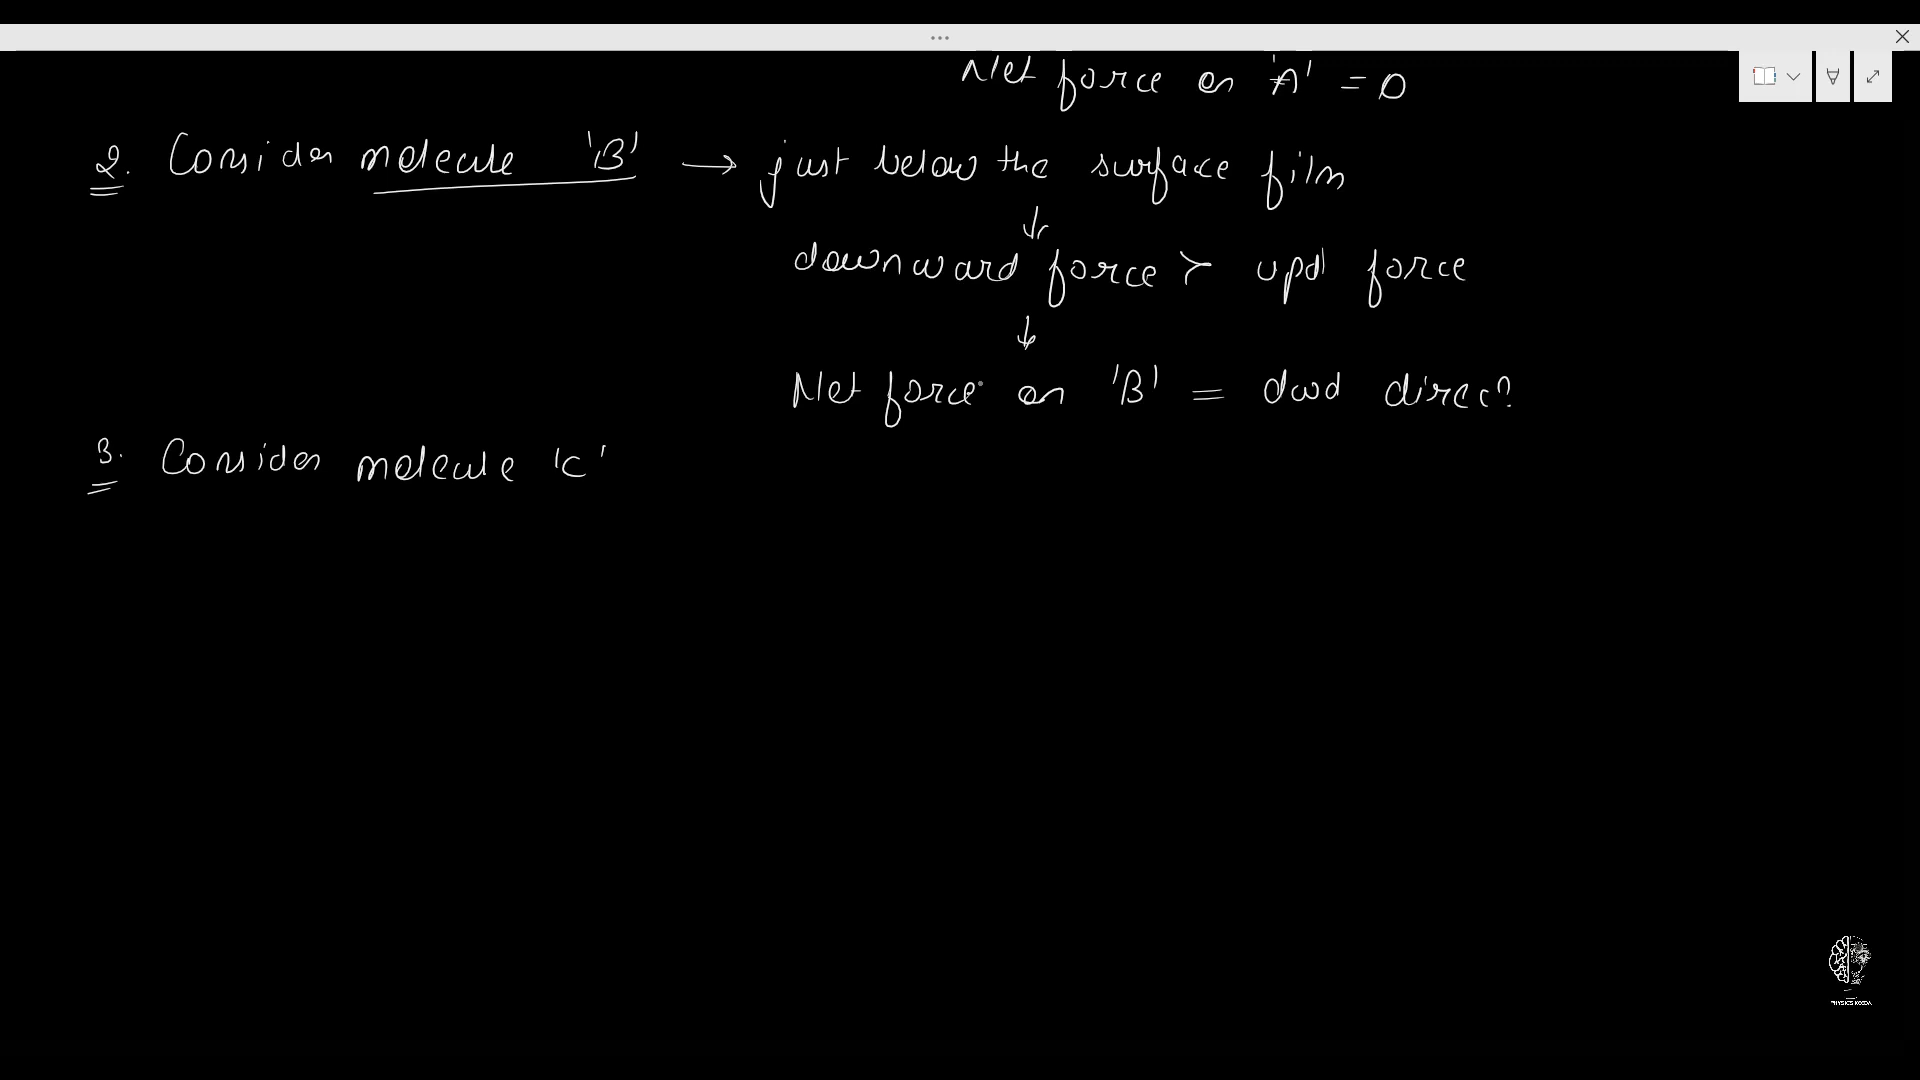 Net force on 'A' = 0
2. Consider molecule 'B' → just below the surface film
↓
downward force > upd force
↓
Net force on 'B' = dwd direcⁿ
3. Consider molecule 'C'